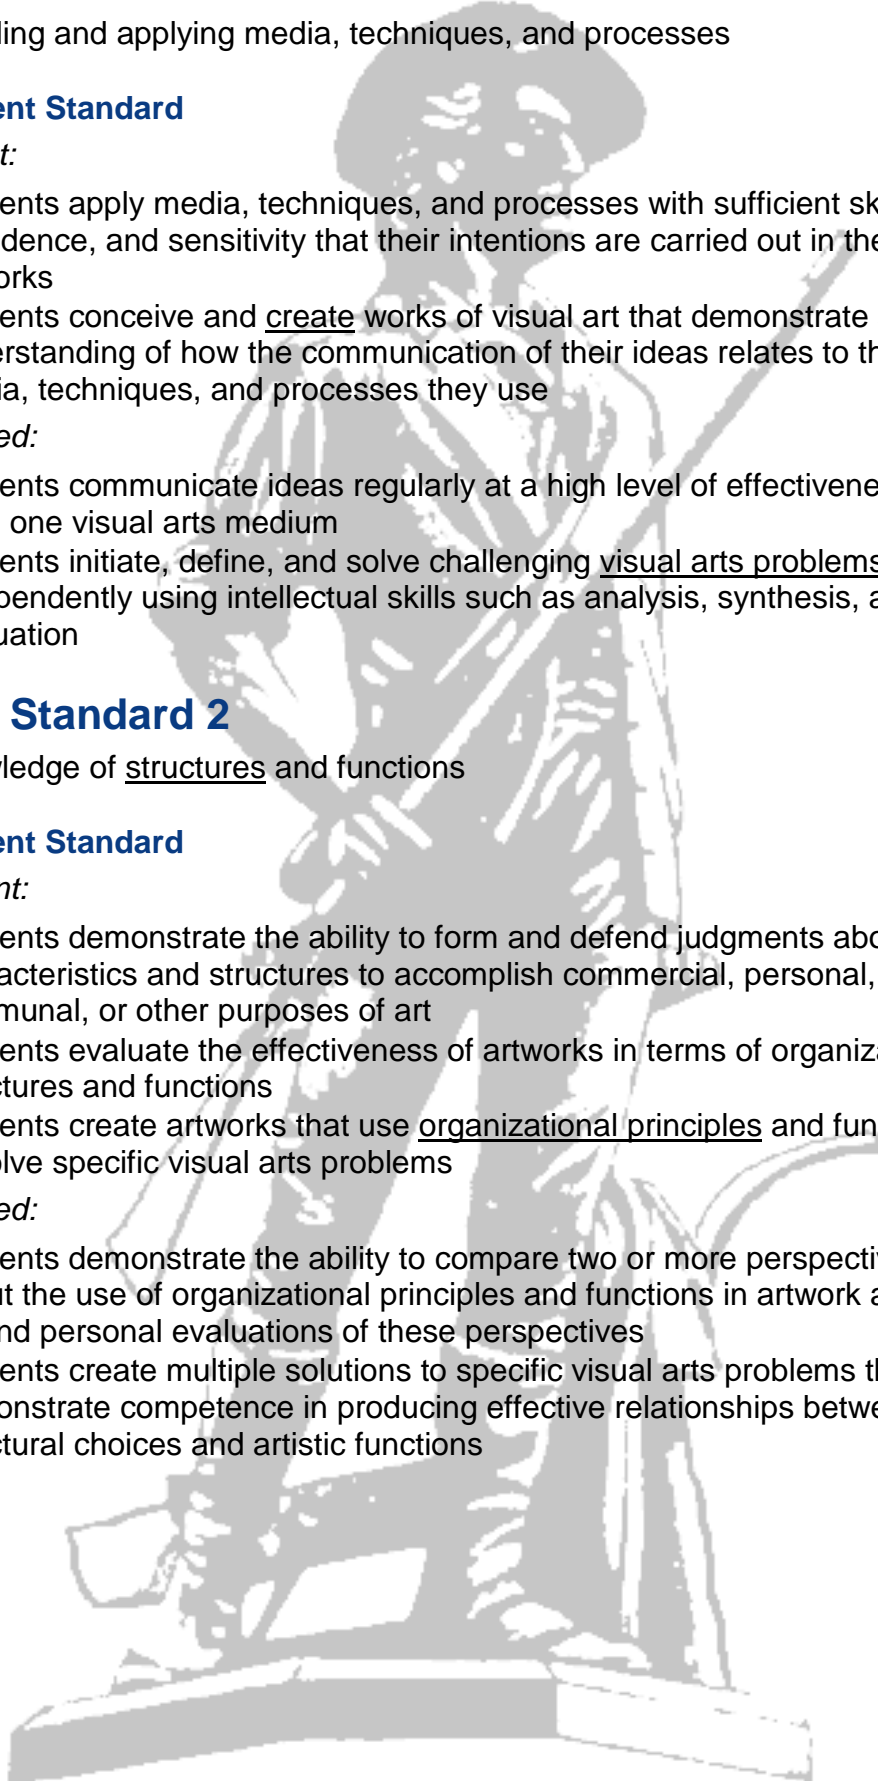 ling and applying media, techniques, and processes
ent Standard
t:
ents apply media, techniques, and processes with sufficient sk
dence, and sensitivity that their intentions are carried out in the
orks
ents conceive and create works of visual art that demonstrate
erstanding of how the communication of their ideas relates to th
ia, techniques, and processes they use
ed:
ents communicate ideas regularly at a high level of effectivene
one visual arts medium
ents initiate, define, and solve challenging visual arts problems
pendently using intellectual skills such as analysis, synthesis, a
uation
Standard 2
ledge of structures and functions
ent Standard
nt:
ents demonstrate the ability to form and defend judgments abo
acteristics and structures to accomplish commercial, personal,
munal, or other purposes of art
ents evaluate the effectiveness of artworks in terms of organiza
ctures and functions
ents create artworks that use organizational principles and fun
olve specific visual arts problems
ed:
ents demonstrate the ability to compare two or more perspectiv
ut the use of organizational principles and functions in artwork a
nd personal evaluations of these perspectives
ents create multiple solutions to specific visual arts problems th
onstrate competence in producing effective relationships betwe
ctural choices and artistic functions